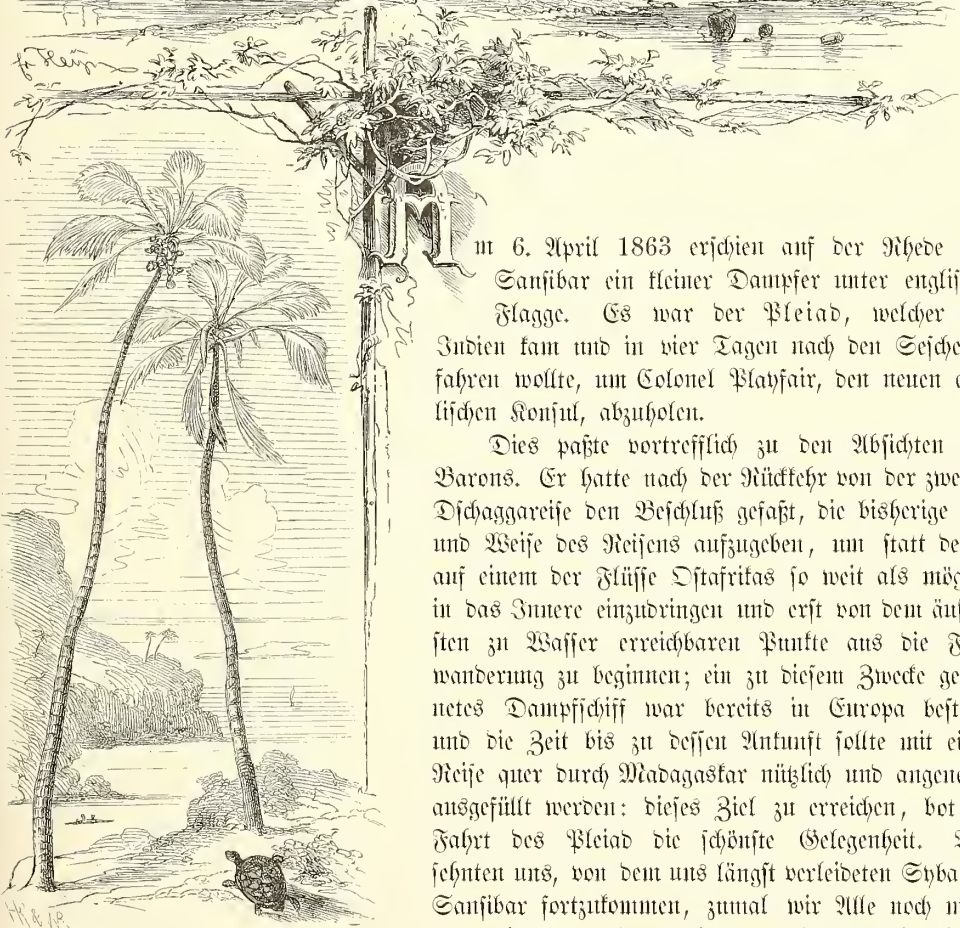 fr Heyn
Am 6. April 1863 erschien auf der Rhede
Sansibar ein kleiner Dampfer unter englis
Flagge. Es war der Pleiad, welcher
Indien kam und in vier Tagen nach den Sesche
fahren wollte, um Colonel Playfair, den neuen
lischen Konsul, abzuholen.
Dies paßte vortrefflich zu den Absichten
Barons. Er hatte nach der Rückkehr von der zwe
Dschaggareise den Beschluß gefaßt, die bisherige
und Weise des Reisens aufzugeben, um statt de
auf einem der Flüsse Ostafrikas so weit als mög
in das Innere einzudringen und erst von dem äuß
sten zu Wasser erreichbaren Punkte aus die F
wanderung zu beginnen; ein zu diesem Zwecke ge
netes Dampfschiff war bereits in Europa best
und die Zeit bis zu dessen Ankunft sollte mit ei
Reise quer durch Madagaskar nützlich und angene
ausgefüllt werden: dieses Ziel zu erreichen, bot
Fahrt des Pleiad die schönste Gelegenheit.
sehnten uns, von dem uns längst verleideten Syba
Sansibar fortzukommen, zumal wir Alle noch